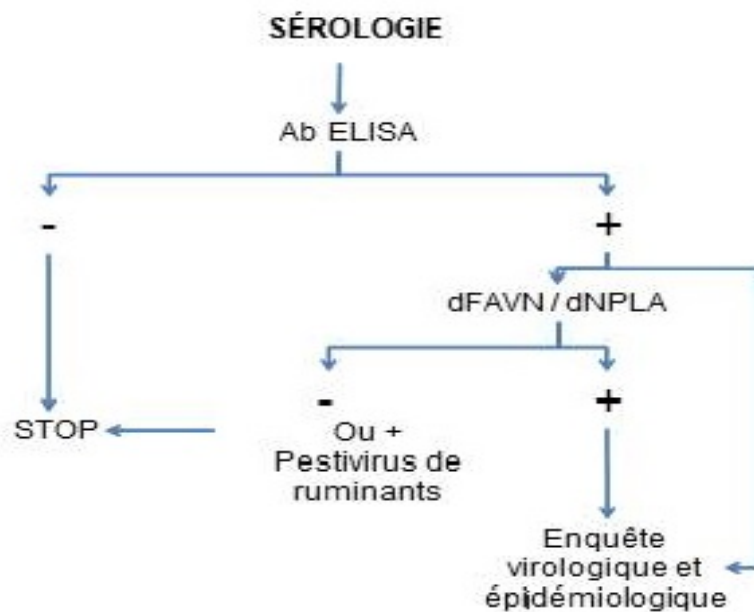 SÉROLOGIE
Ab ELISA
-
+
dFAVN / dNPLA
-
+
STOP
Ou +
Pestivirus de
ruminants
Enquête
virologique et
épidémiologique